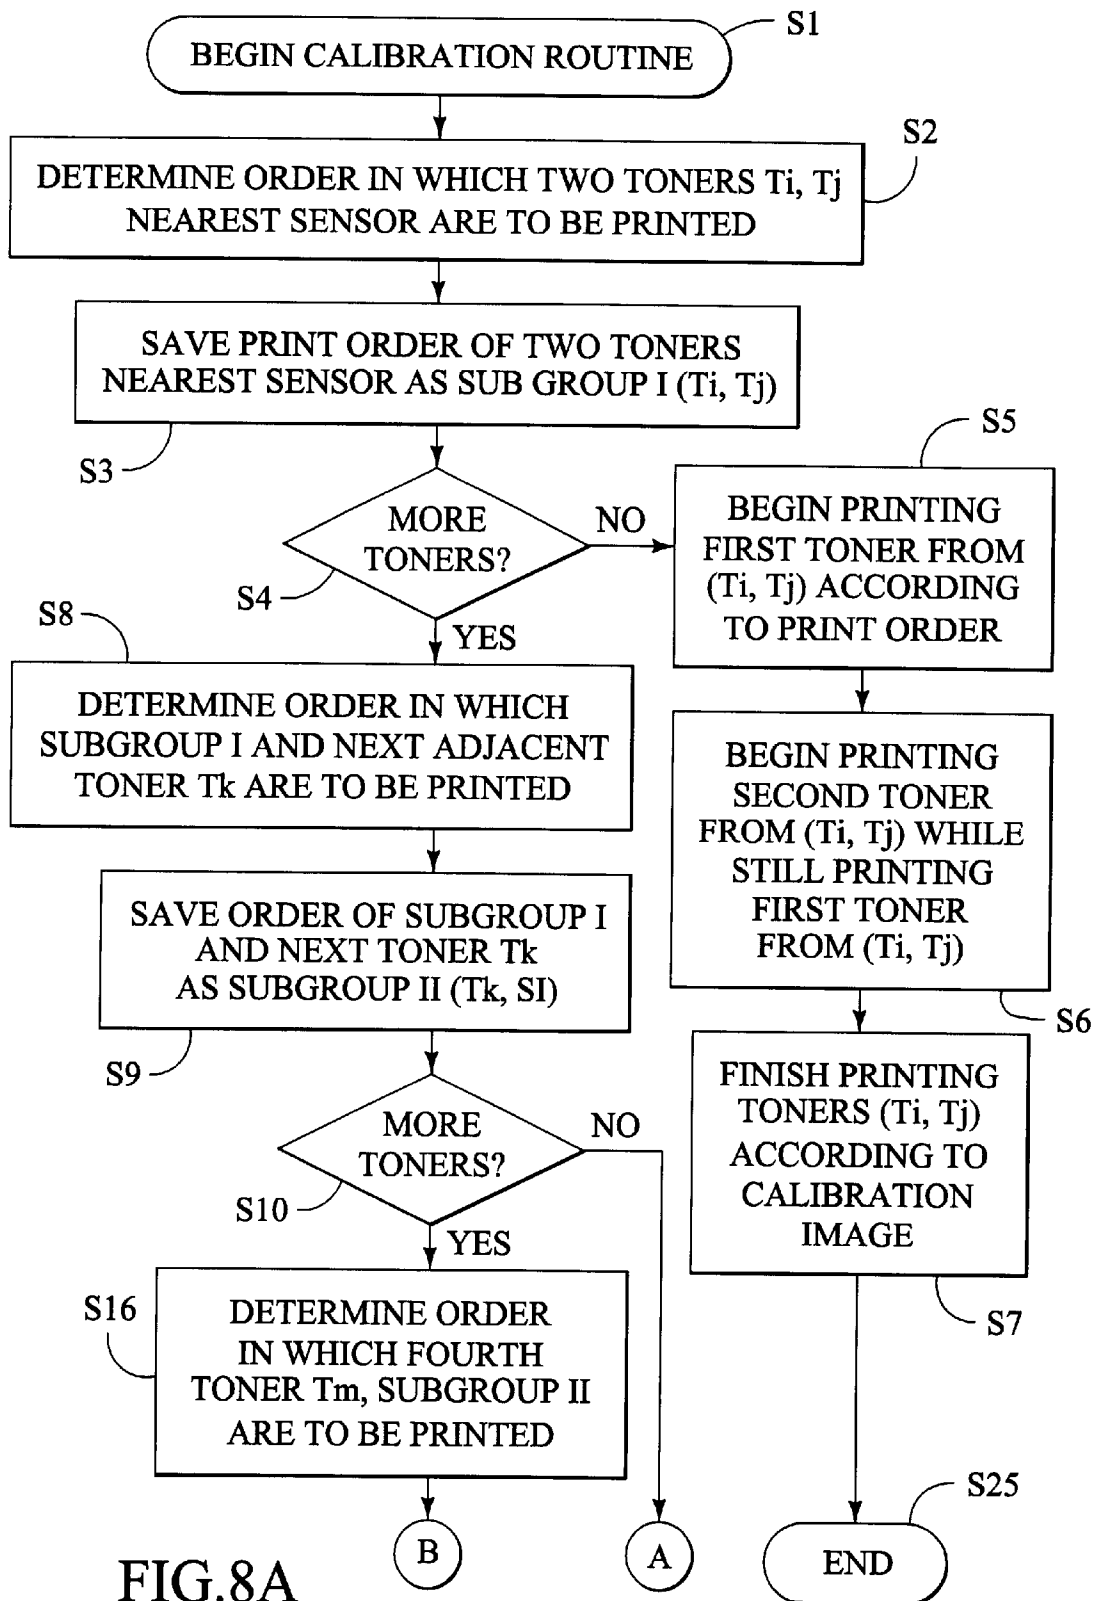 S1
BEGIN CALIBRATION ROUTINE
S2
DETERMINE ORDER IN WHICH TWO TONERS Ti, Tj
NEAREST SENSOR ARE TO BE PRINTED
SAVE PRINT ORDER OF TWO TONERS
NEAREST SENSOR AS SUB GROUP I (Ti, Tj)
S3
MORE
TONERS?
S4
NO
YES
S5
BEGIN PRINTING
FIRST TONER FROM
(Ti, Tj) ACCORDING
TO PRINT ORDER
BEGIN PRINTING
SECOND TONER
FROM (Ti, Tj) WHILE
STILL PRINTING
FIRST TONER
FROM (Ti, Tj)
S6
FINISH PRINTING
TONERS (Ti, Tj)
ACCORDING TO
CALIBRATION
IMAGE
S7
S8
DETERMINE ORDER IN WHICH
SUBGROUP I AND NEXT ADJACENT
TONER Tk ARE TO BE PRINTED
SAVE ORDER OF SUBGROUP I
AND NEXT TONER Tk
AS SUBGROUP II (Tk, SI)
S9
MORE
TONERS?
S10
NO
YES
S16
DETERMINE ORDER
IN WHICH FOURTH
TONER Tm, SUBGROUP II
ARE TO BE PRINTED
B
A
S25
END
FIG.8A